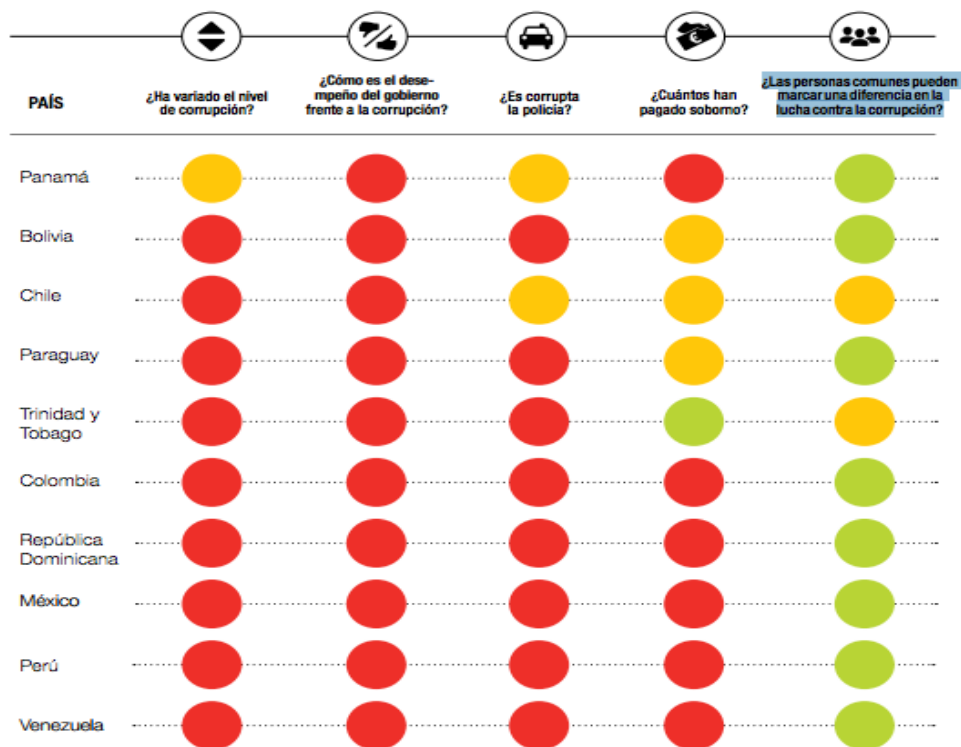 PAÍS
¿Ha variado el nivel
de corrupción?
¿Cómo es el dese-
mpeño del gobierno
frente a la corrupción?
¿Es corrupta
la policía?
¿Cuántos han
pagado soborno?
¿Las personas comunes pueden
marcar una diferencia en la
lucha contra la corrupción?
Panamá
Bolivia
Chile
Paraguay
Trinidad y
Tobago
Colombia
República
Dominicana
México
Perú
Venezuela